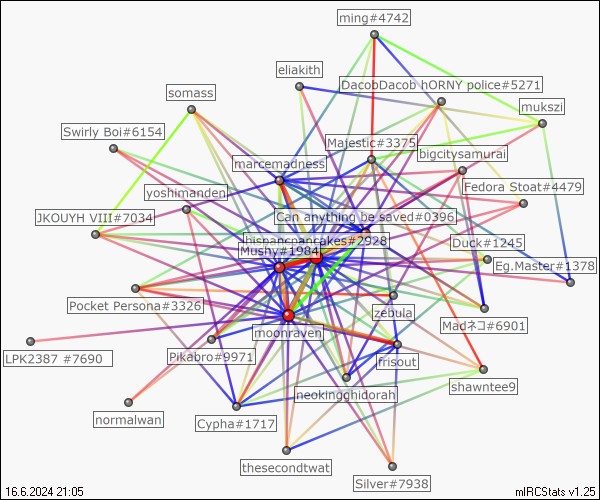 ming#4742
eliakith
DacobDacob hORNY police#5271
somass
mukszi
Swirly Boi#6154
Majestic#3375
bigcitysamurai
marcemadness
Fedora Stoat#4479
yoshimanden
JKOUYH VIII#7034
Can anything be saved#0396
hispancpancakes#2928
Duck#1245
Mushy#1984
Eg.Master#1378
Pocket Persona#3326
zebula
Madネコ#6901
moonraven
LPK2387 #7690
Pikabro#9971
frisout
shawntee9
neokingghidorah
normalwan
Cypha#1717
thesecondtwat
Silver#7938
16.6.2024 21:05
mIRCStats v1.25